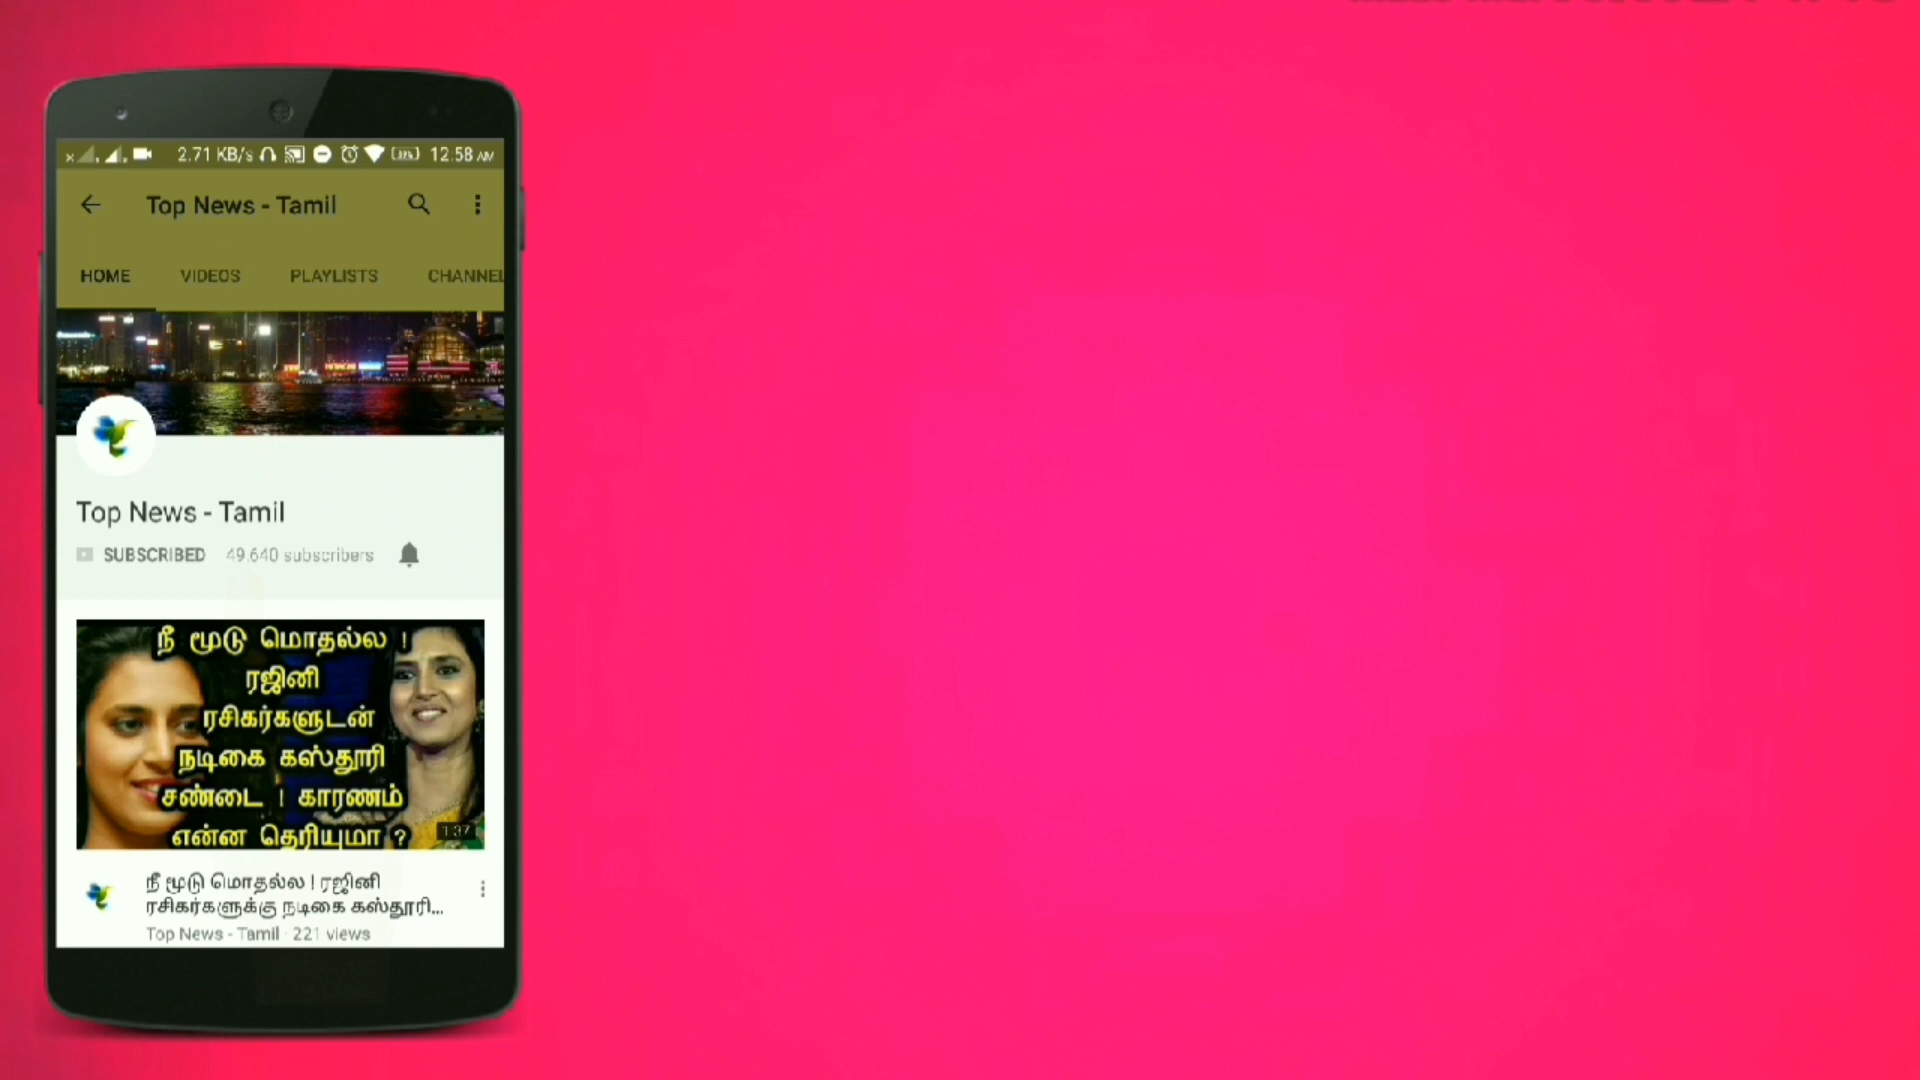 2.71 KB/s 12:58 AM
Top News - Tamil
HOME VIDEOS PLAYLISTS CHANNEL
Top News - Tamil
SUBSCRIBED 49,640 subscribers
நீ மூடு மொதல்ல !
ரஜினி
ரசிகர்களுடன்
நடிகை கஸ்தூரி
சண்டை | காரணம்
என்ன தெரியுமா ?
1:37
நீ மூடு மொதல்ல ! ரஜினி
ரசிகர்களுக்கு நடிகை கஸ்தூரி...
Top News - Tamil · 221 views